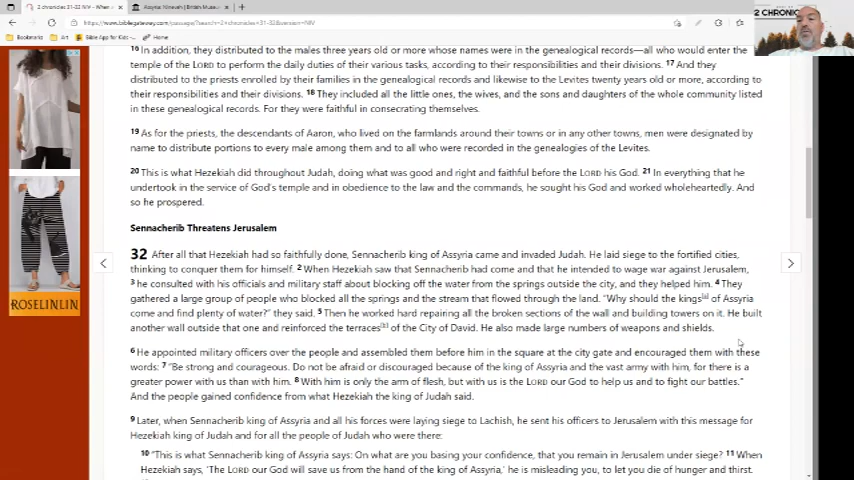 2 chronicles 31-32 NIV - When A
Assyria: Nineveh | British Museu
https://www.biblegateway.com/passage/?search=2+chronicles+31-32&version=NIV
Bookmarks
Art
Bible App for Kids
Home
2 CHRONIC
16 In addition, they distributed to the males three years old or more whose names were in the genealogical records—all who would enter the
temple of the LORD to perform the daily duties of their various tasks, according to their responsibilities and their divisions. 17 And they
distributed to the priests enrolled by their families in the genealogical records and likewise to the Levites twenty years old or more, according to
their responsibilities and their divisions. 18 They included all the little ones, the wives, and the sons and daughters of the whole community listed
in these genealogical records. For they were faithful in consecrating themselves.
19 As for the priests, the descendants of Aaron, who lived on the farmlands around their towns or in any other towns, men were designated by
name to distribute portions to every male among them and to all who were recorded in the genealogies of the Levites.
20 This is what Hezekiah did throughout Judah, doing what was good and right and faithful before the LORD his God. 21 In everything that he
undertook in the service of God's temple and in obedience to the law and the commands, he sought his God and worked wholeheartedly. And
so he prospered.
Sennacherib Threatens Jerusalem
32 After all that Hezekiah had so faithfully done, Sennacherib king of Assyria came and invaded Judah. He laid siege to the fortified cities,
thinking to conquer them for himself. 2 When Hezekiah saw that Sennacherib had come and that he intended to wage war against Jerusalem,
3 he consulted with his officials and military staff about blocking off the water from the springs outside the city, and they helped him. 4 They
gathered a large group of people who blocked all the springs and the stream that flowed through the land. "Why should the kings[a] of Assyria
come and find plenty of water?" they said. 5 Then he worked hard repairing all the broken sections of the wall and building towers on it. He built
another wall outside that one and reinforced the terraces[b] of the City of David. He also made large numbers of weapons and shields.
6 He appointed military officers over the people and assembled them before him in the square at the city gate and encouraged them with these
words: 7 "Be strong and courageous. Do not be afraid or discouraged because of the king of Assyria and the vast army with him, for there is a
greater power with us than with him. 8 With him is only the arm of flesh, but with us is the LORD our God to help us and to fight our battles."
And the people gained confidence from what Hezekiah the king of Judah said.
9 Later, when Sennacherib king of Assyria and all his forces were laying siege to Lachish, he sent his officers to Jerusalem with this message for
Hezekiah king of Judah and for all the people of Judah who were there:
10 "This is what Sennacherib king of Assyria says: On what are you basing your confidence, that you remain in Jerusalem under siege? 11 When
Hezekiah says, 'The LORD our God will save us from the hand of the king of Assyria,' he is misleading you, to let you die of hunger and thirst.
ROSELINLIN